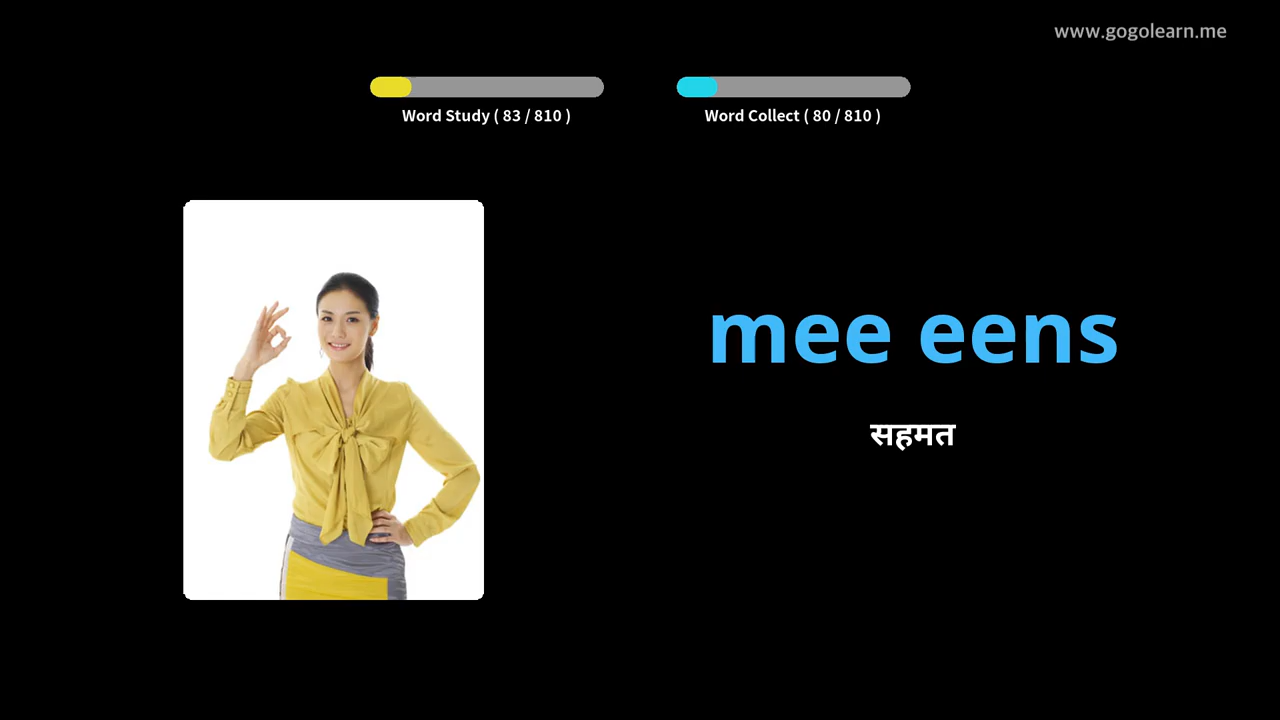 www.gogolearn.me
Word Study ( 83 / 810 )
Word Collect ( 80 / 810 )
mee eens
सहमत